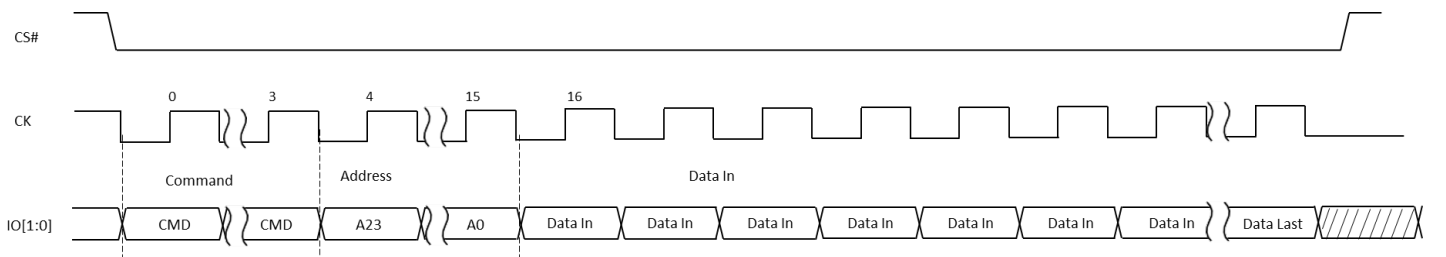 CS#
0 3 4 15 16
CK
Command Address Data In
IO[1:0] CMD CMD A23 A0 Data In Data In Data In Data In Data In Data In Data In Data Last